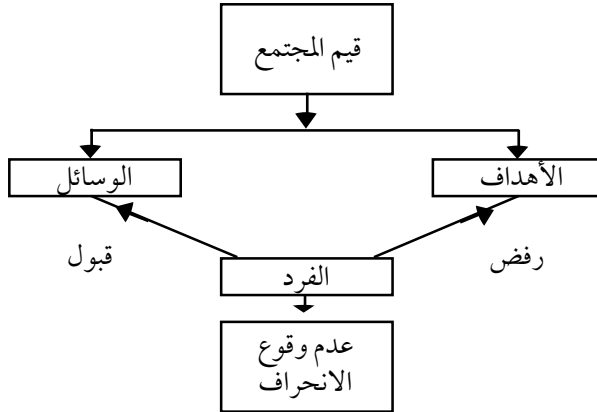 قيم المجتمع
الأهداف
الوسائل
رفض
قبول
الفرد
عدم وقوع
الانحراف